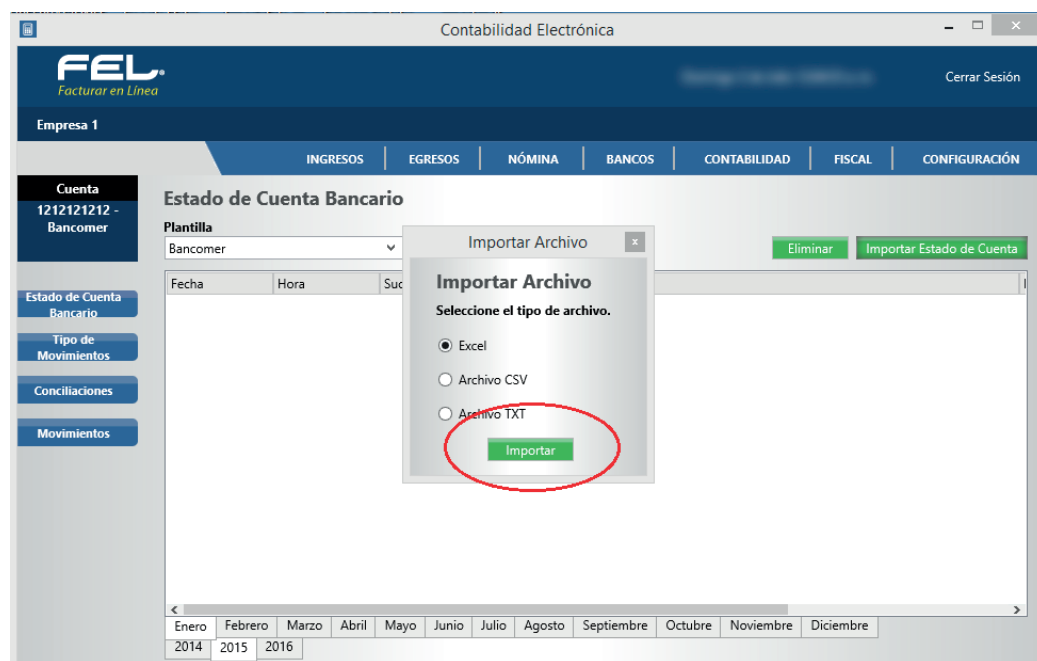 Contabilidad Electrónica
FEL
Facturar en Línea
Cerrar Sesión
Empresa 1
INGRESOS EGRESOS NÓMINA BANCOS CONTABILIDAD FISCAL CONFIGURACIÓN
Cuenta
1212121212 -
Bancomer
Estado de Cuenta Bancario
Plantilla
Bancomer
Eliminar
Importar Estado de Cuenta
Fecha Hora
Estado de Cuenta
Bancario
Tipo de
Movimientos
Conciliaciones
Movimientos
Importar Archivo x
Importar Archivo
Seleccione el tipo de archivo.
Excel
Archivo CSV
Archivo TXT
Importar
Enero Febrero Marzo Abril Mayo Junio Julio Agosto Septiembre Octubre Noviembre Diciembre
2014 2015 2016